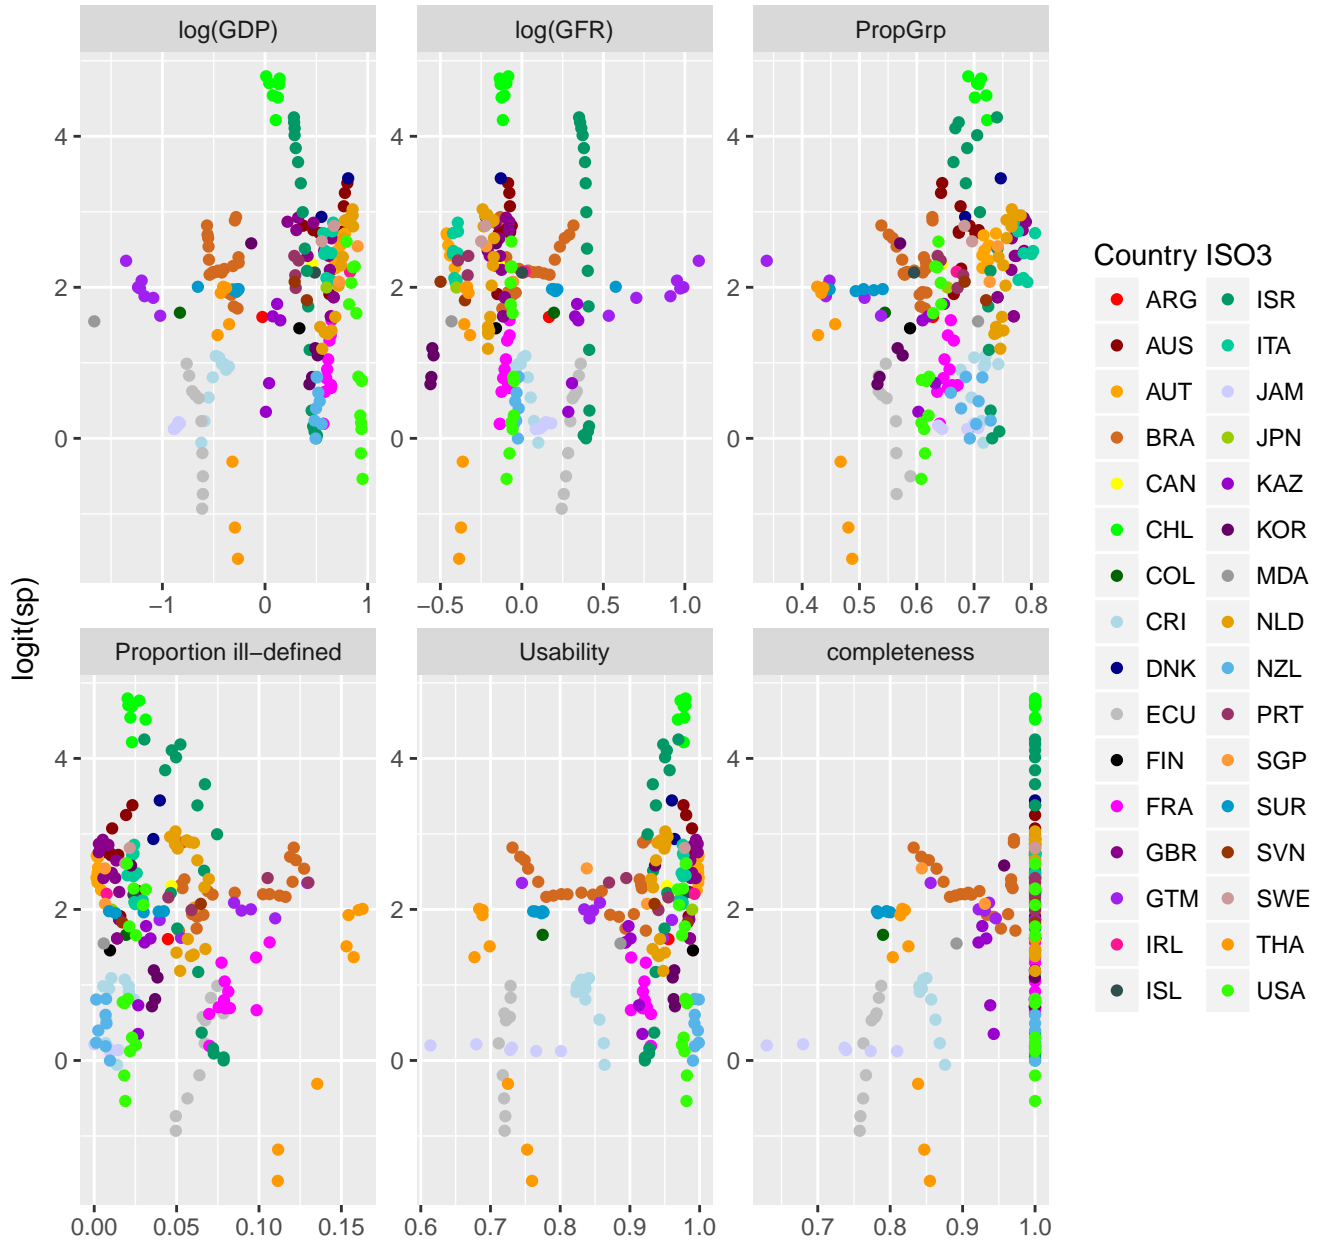 log(GDP) log(GFR) PropGrp
4 4 4
2 2 2
0 0 0
−1 0 1 −0.5 0.0 0.5 1.0 0.4 0.5 0.6 0.7 0.8
logit(sp)
Proportion ill−defined Usability completeness
4 4 4
2 2 2
0 0 0
0.00 0.05 0.10 0.15 0.6 0.7 0.8 0.9 1.0 0.7 0.8 0.9 1.0
Country ISO3
ARG ISR
AUS ITA
AUT JAM
BRA JPN
CAN KAZ
CHL KOR
COL MDA
CRI NLD
DNK NZL
ECU PRT
FIN SGP
FRA SUR
GBR SVN
GTM SWE
IRL THA
ISL USA